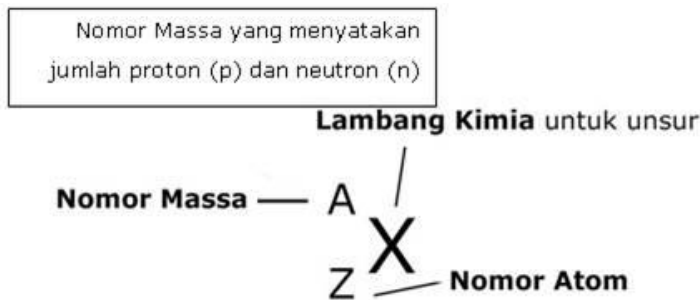 Nomor Massa yang menyatakan
jumlah proton (p) dan neutron (n)
Lambang Kimia untuk unsur
Nomor Massa
A
X
Z
Nomor Atom